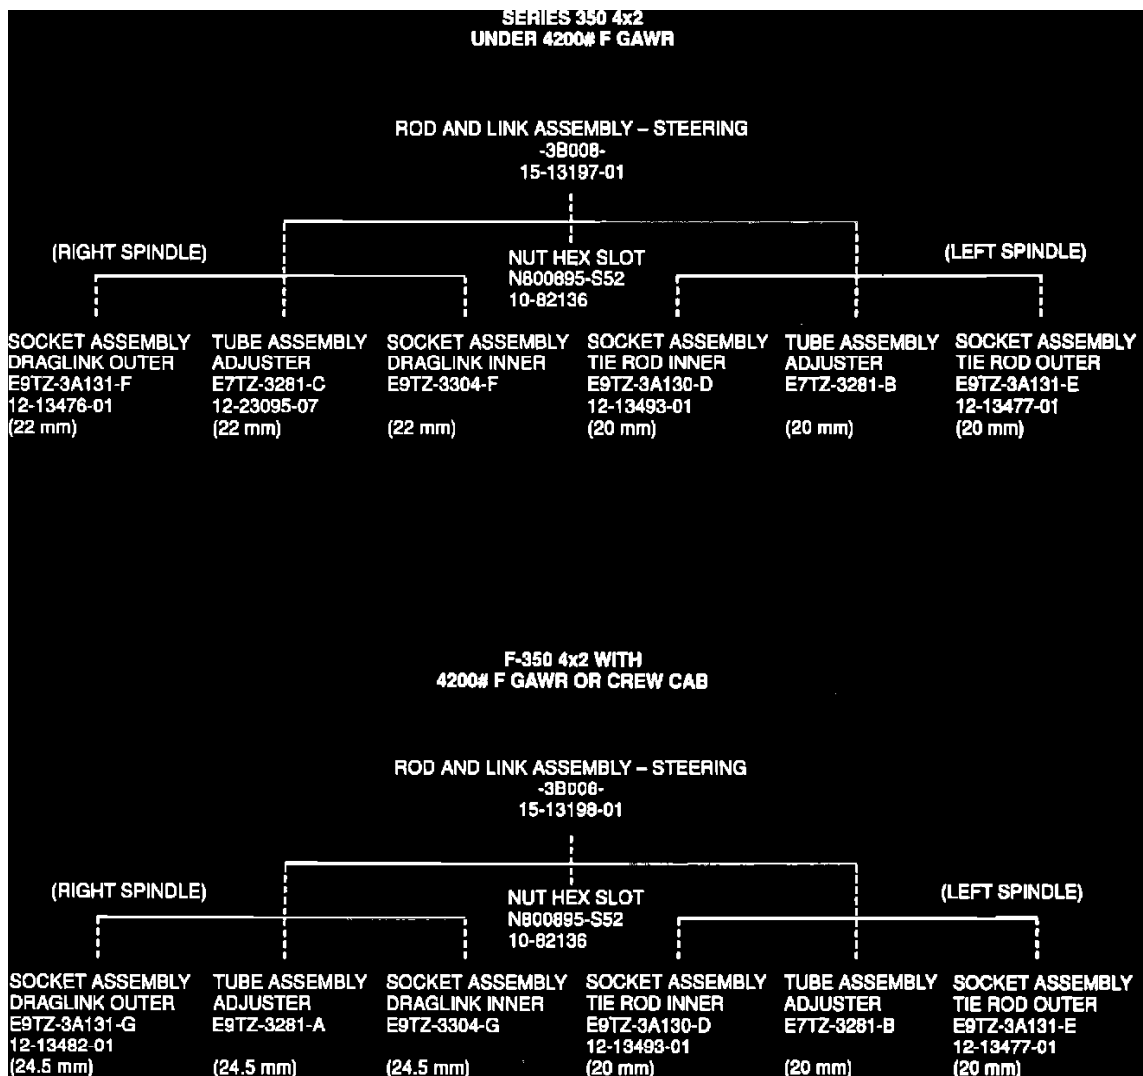 SERIES 350 4x2
UNDER 4200# F GAWR
ROD AND LINK ASSEMBLY – STEERING
-3B008-
15-13197-01
(RIGHT SPINDLE)
NUT HEX SLOT
N800895-S52
10-82136
(LEFT SPINDLE)
SOCKET ASSEMBLY
DRAGLINK OUTER
E9TZ-3A131-F
12-13476-01
(22 mm)
TUBE ASSEMBLY
ADJUSTER
E7TZ-3281-C
12-23095-07
(22 mm)
SOCKET ASSEMBLY
DRAGLINK INNER
E9TZ-3304-F
(22 mm)
SOCKET ASSEMBLY
TIE ROD INNER
E9TZ-3A130-D
12-13493-01
(20 mm)
TUBE ASSEMBLY
ADJUSTER
E7TZ-3281-B
(20 mm)
SOCKET ASSEMBLY
TIE ROD OUTER
E9TZ-3A131-E
12-13477-01
(20 mm)
F-350 4x2 WITH
4200# F GAWR OR CREW CAB
ROD AND LINK ASSEMBLY – STEERING
-3B006-
15-13198-01
(RIGHT SPINDLE)
NUT HEX SLOT
N800895-S52
10-82136
(LEFT SPINDLE)
SOCKET ASSEMBLY
DRAGLINK OUTER
E9TZ-3A131-G
12-13482-01
(24.5 mm)
TUBE ASSEMBLY
ADJUSTER
E9TZ-3281-A
(24.5 mm)
SOCKET ASSEMBLY
DRAGLINK INNER
E9TZ-3304-G
(24.5 mm)
SOCKET ASSEMBLY
TIE ROD INNER
E9TZ-3A130-D
12-13493-01
(20 mm)
TUBE ASSEMBLY
ADJUSTER
E7TZ-3281-B
(20 mm)
SOCKET ASSEMBLY
TIE ROD OUTER
E9TZ-3A131-E
12-13477-01
(20 mm)